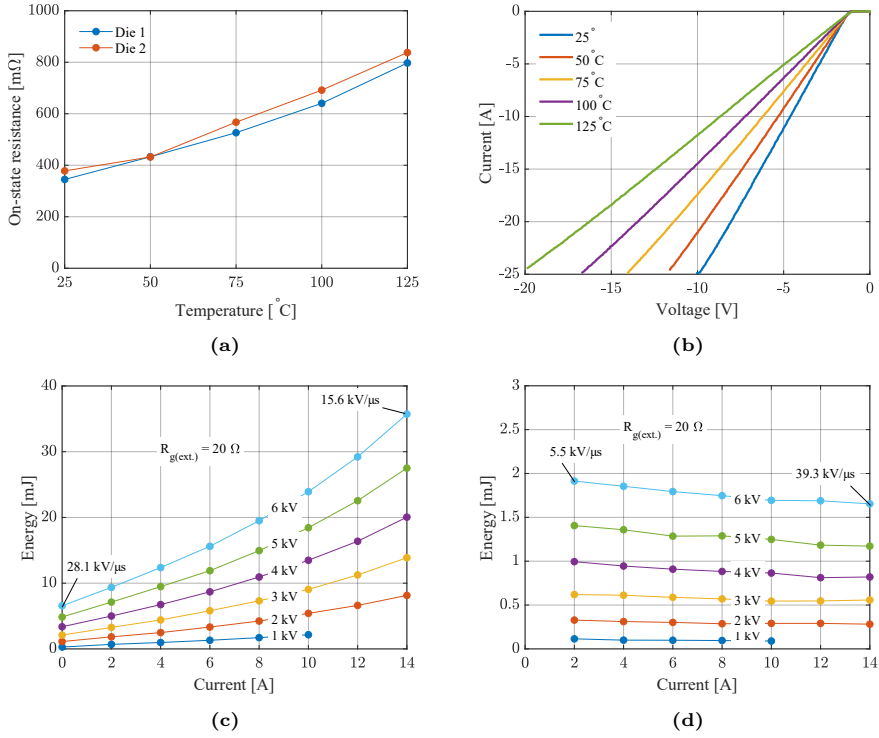 1000
800
600
400
200
0
On-state resistance [mΩ]
Die 1
Die 2
25
50
75
100
125
Temperature [°C]
(a)
0
-5
-10
-15
-20
-25
Current [A]
25°
50°C
75°C
100°C
125°C
-20
-15
-10
-5
0
Voltage [V]
(b)
40
30
20
10
0
Energy [mJ]
15.6 kV/µs
Rg(ext.) = 20 Ω
28.1 kV/µs
6 kV
5 kV
4 kV
3 kV
2 kV
1 kV
0
2
4
6
8
10
12
14
Current [A]
(c)
3
2.5
2
1.5
1
0.5
0
Energy [mJ]
Rg(ext.) = 20 Ω
5.5 kV/µs
39.3 kV/µs
6 kV
5 kV
4 kV
3 kV
2 kV
1 kV
2
4
6
8
10
12
14
Current [A]
(d)